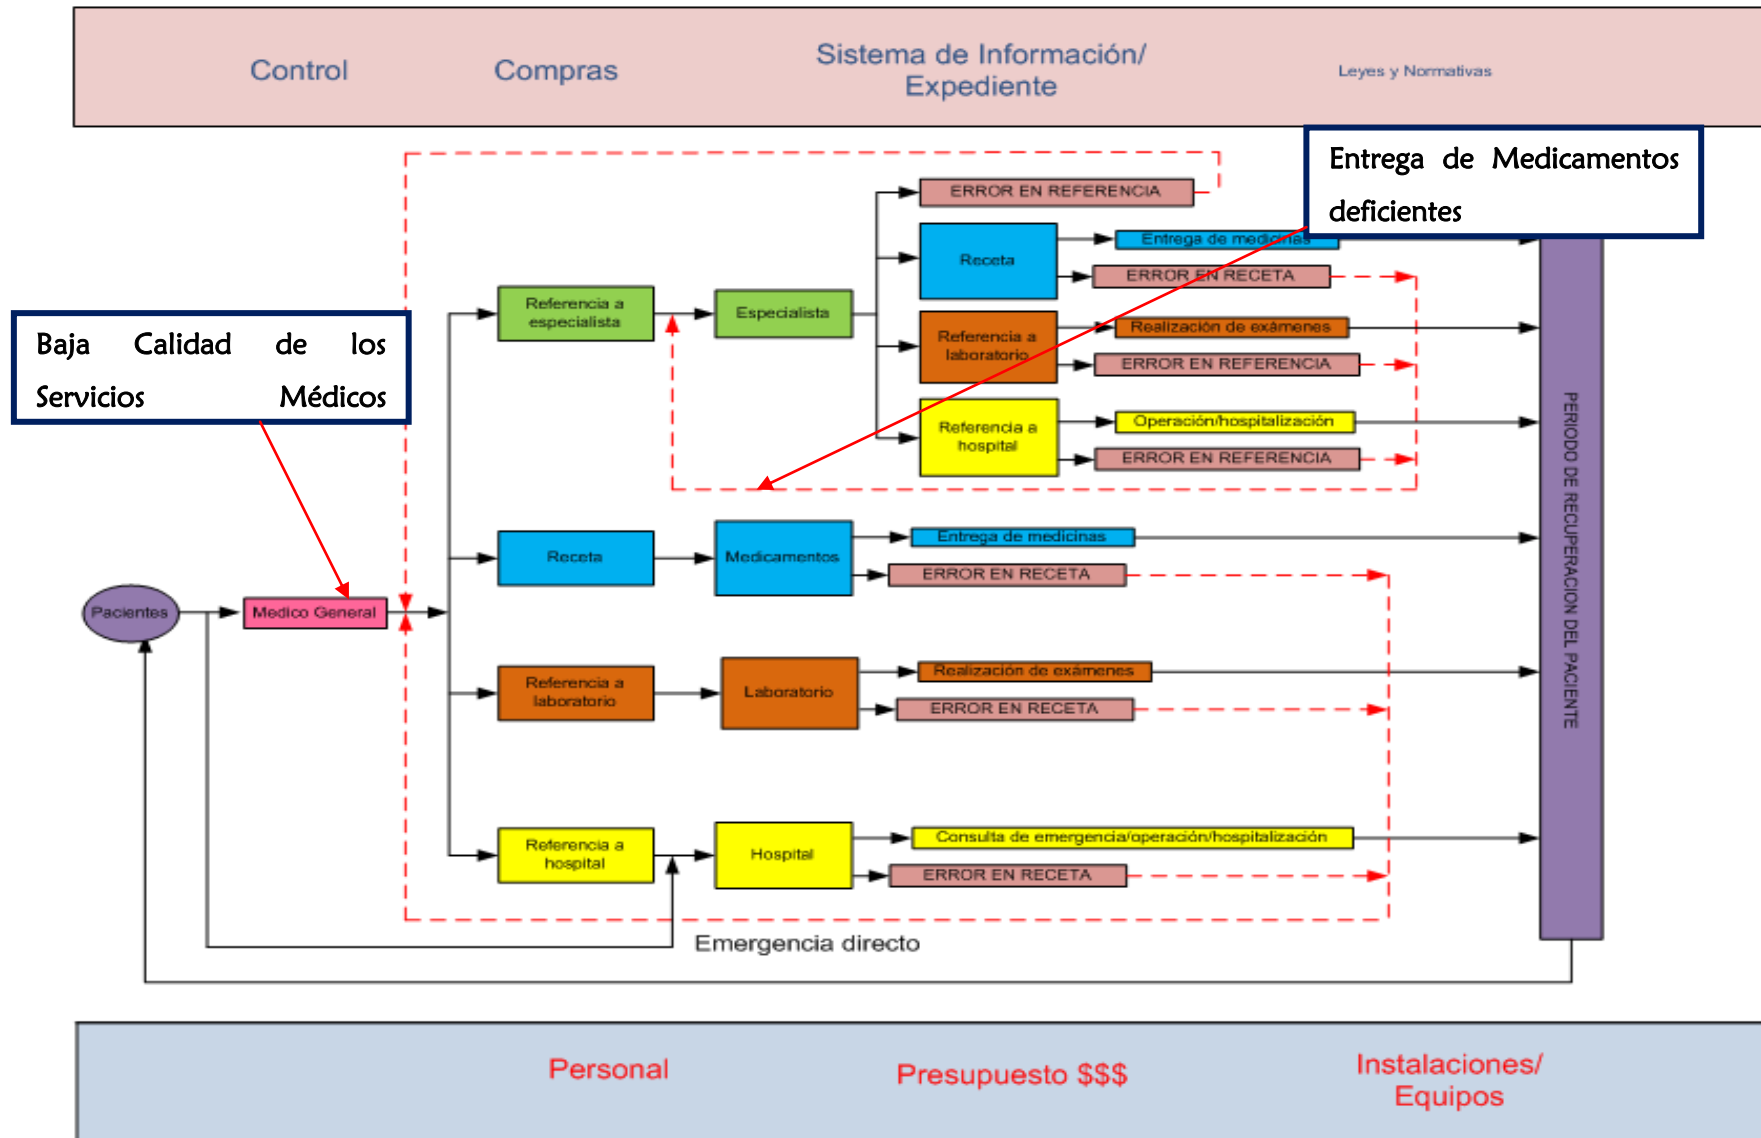 Control
Compras
Sistema de Información/
Expediente
Leyes y Normativas
Entrega de Medicamentos
deficientes
Baja Calidad de los
Servicios Médicos
ERROR EN REFERENCIA
Receta
Entrega de medicinas
ERROR EN RECETA
Referencia a
especialista
Especialista
Referencia a
laboratorio
Realización de exámenes
ERROR EN REFERENCIA
Referencia a
hospital
Operación/hospitalización
ERROR EN REFERENCIA
Receta
Medicamentos
Entrega de medicinas
ERROR EN RECETA
Pacientes
Medico General
Referencia a
laboratorio
Laboratorio
Realización de exámenes
ERROR EN RECETA
Referencia a
hospital
Hospital
Consulta de emergencia/operación/hospitalización
ERROR EN RECETA
Emergencia directo
PERIODO DE RECUPERACION DEL PACIENTE
Personal
Presupuesto $$$
Instalaciones/
Equipos